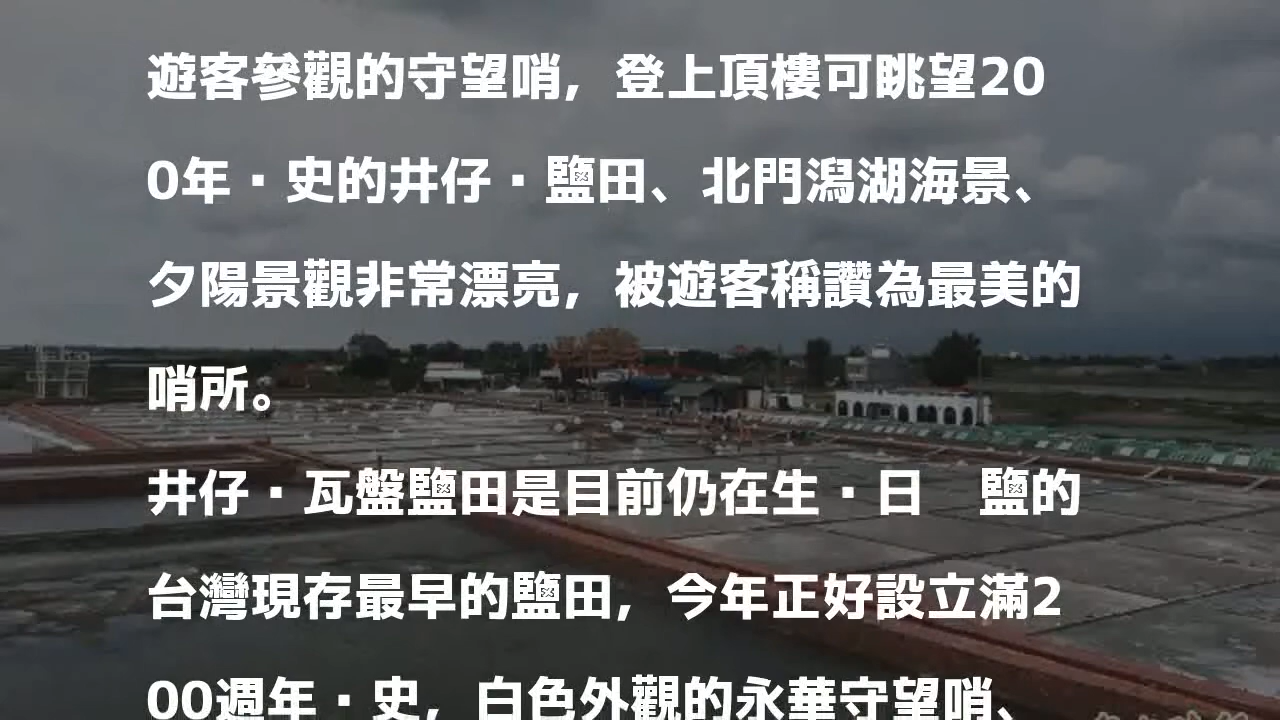 遊客參觀的守望哨，登上頂樓可眺望20
0年·史的井仔·鹽田、北門潟湖海景、
夕陽景觀非常漂亮，被遊客稱讚為最美的
哨所。
井仔·瓦盤鹽田是目前仍在生·日　鹽的
台灣現存最早的鹽田，今年正好設立滿2
00週年·史，白色外觀的永華守望哨、